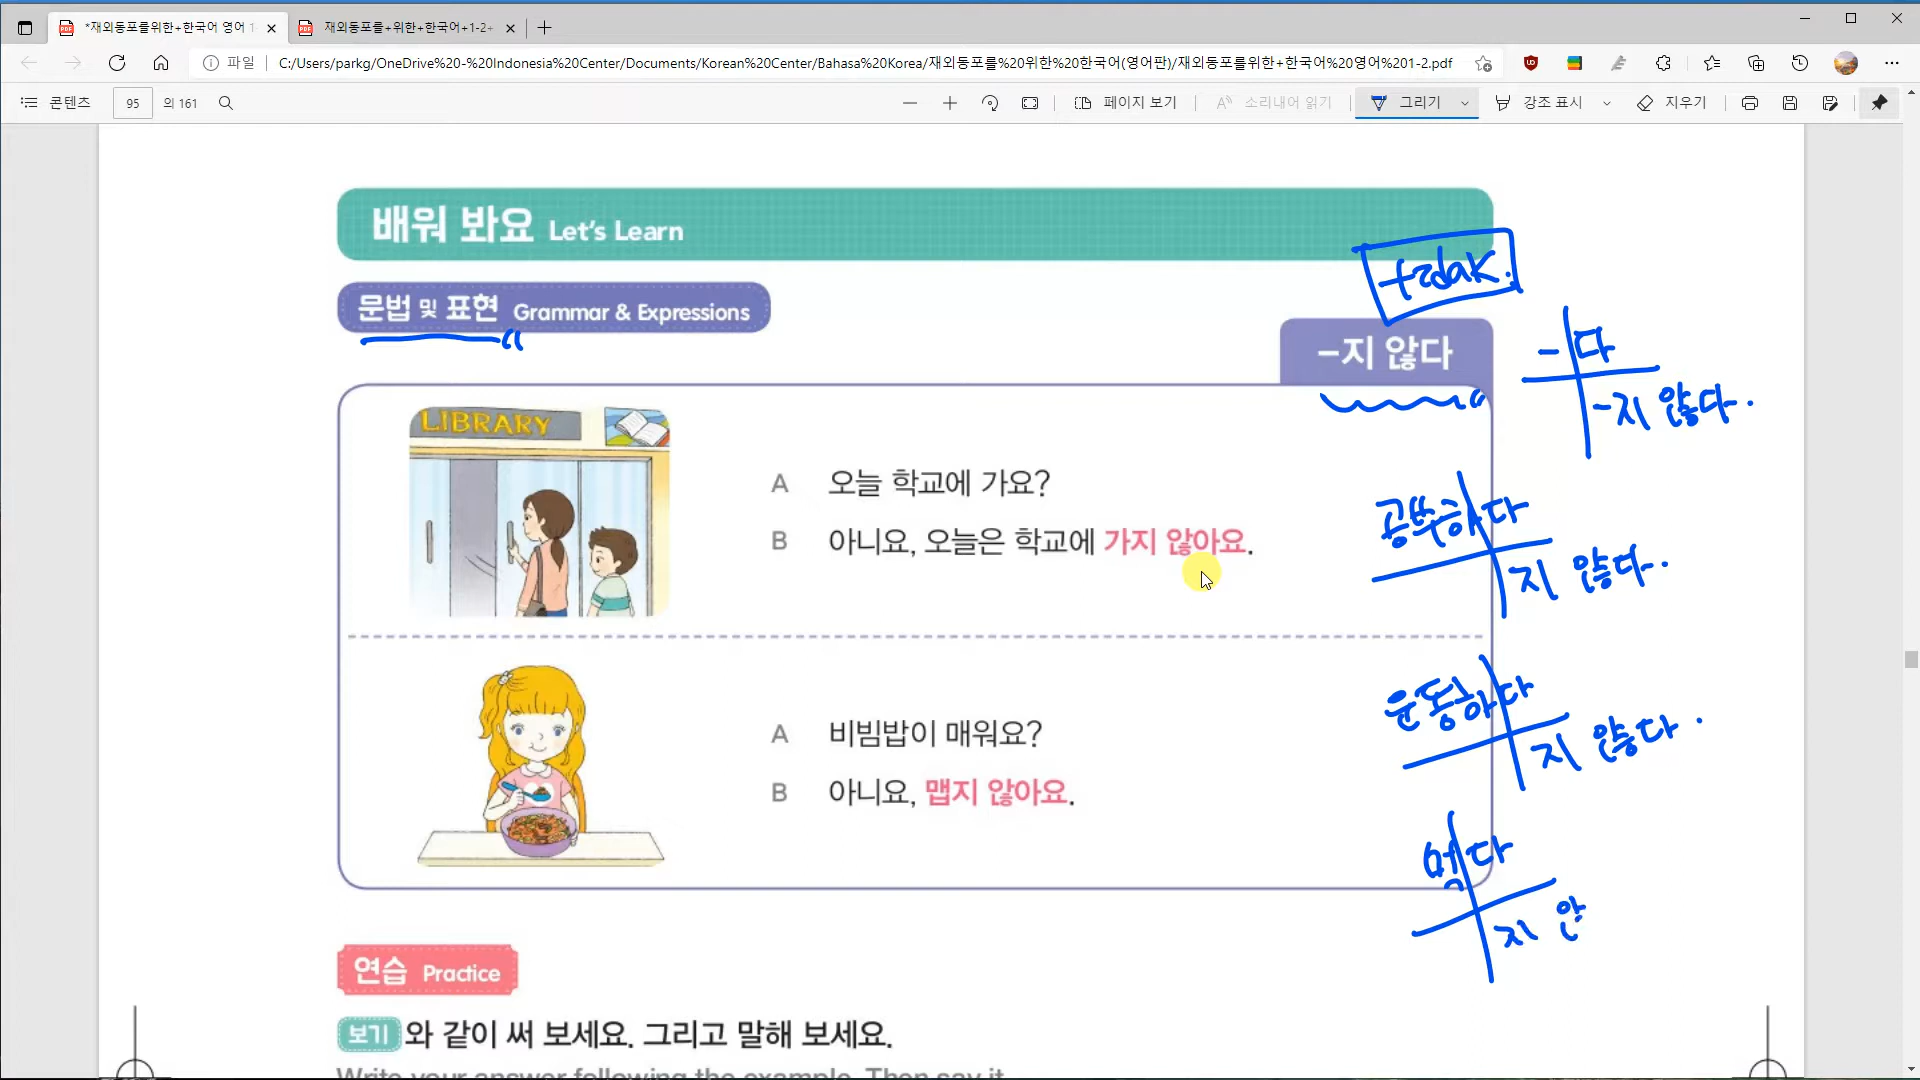 *재외동포를위한+한국어 영어 1-
재외동포를+위한+한국어+1-2+
파일
C:/Users/parkg/OneDrive%20-%20Indonesia%20Center/Documents/Korean%20Center/Bahasa%20Korea/재외동포를%20위한%20한국어(영어판)/재외동포를위한+한국어%20영어%201-2.pdf
콘텐츠
95 의 161
페이지 보기
소리내어 읽기
그리기
강조 표시
지우기
배워 봐요 Let's Learn
tidak.
문법 및 표현 Grammar & Expressions
-지 않다
-다
-지 않다.
LIBRARY
A 오늘 학교에 가요?
B 아니요, 오늘은 학교에 가지 않아요.
공부하다
지 않다.
A 비빔밥이 매워요?
B 아니요, 맵지 않아요.
운동하다
지 않다.
먹다
지 안
연습 Practice
보기 와 같이 써 보세요. 그리고 말해 보세요.
Write your answer following the example. Then say it